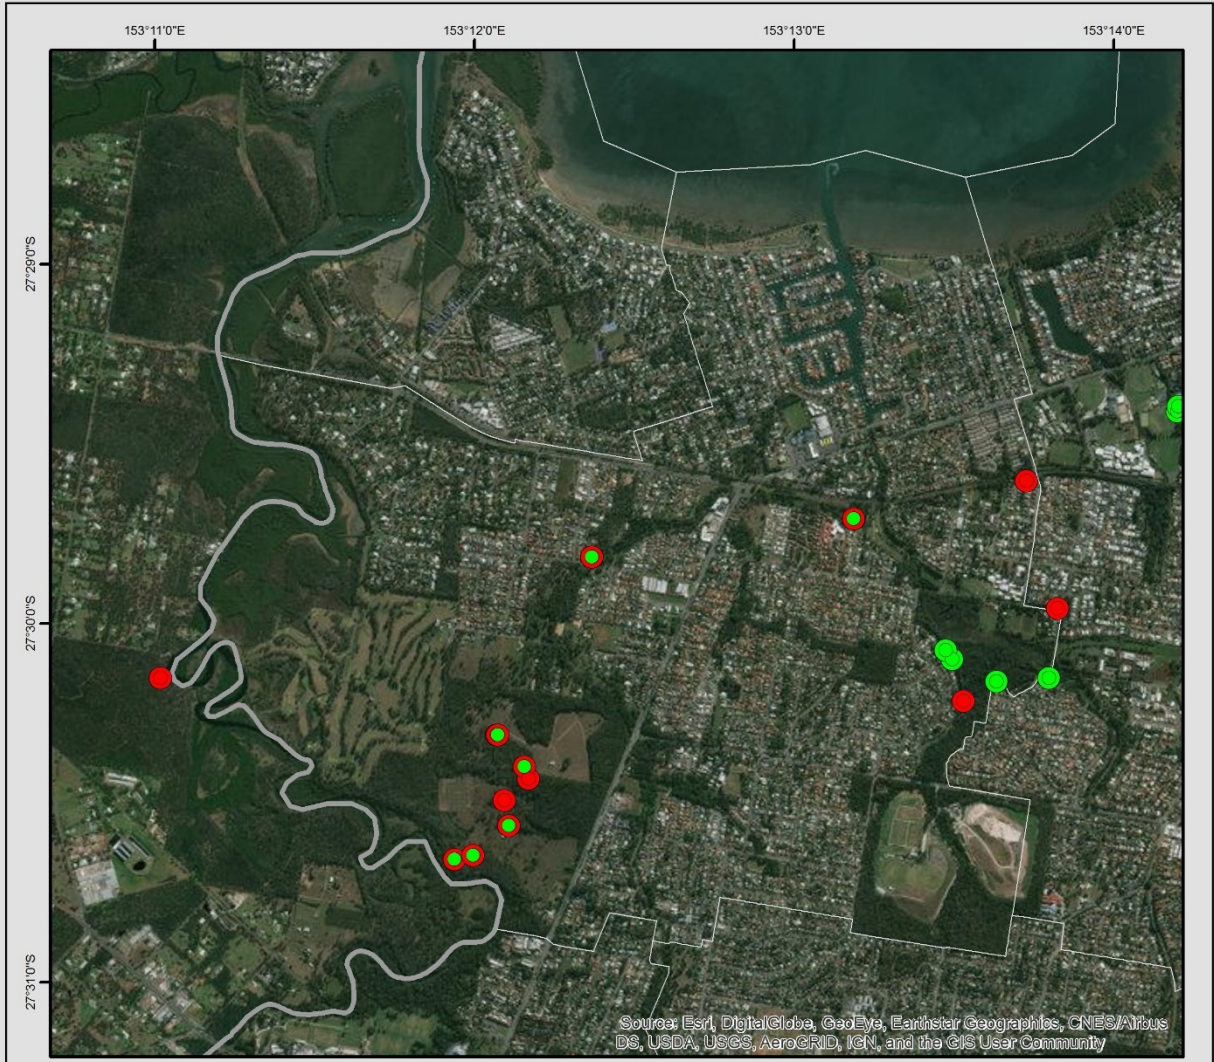 153°11'0"E 153°12'0"E 153°13'0"E 153°14'0"E
27°29'0"S
27°30'0"S
27°31'0"S
Source: Esri, DigitalGlobe, GeoEye, Earthstar Geographics, CNES/Airbus
DS, USDA, USGS, AeroGRID, IGN, and the GIS User Community